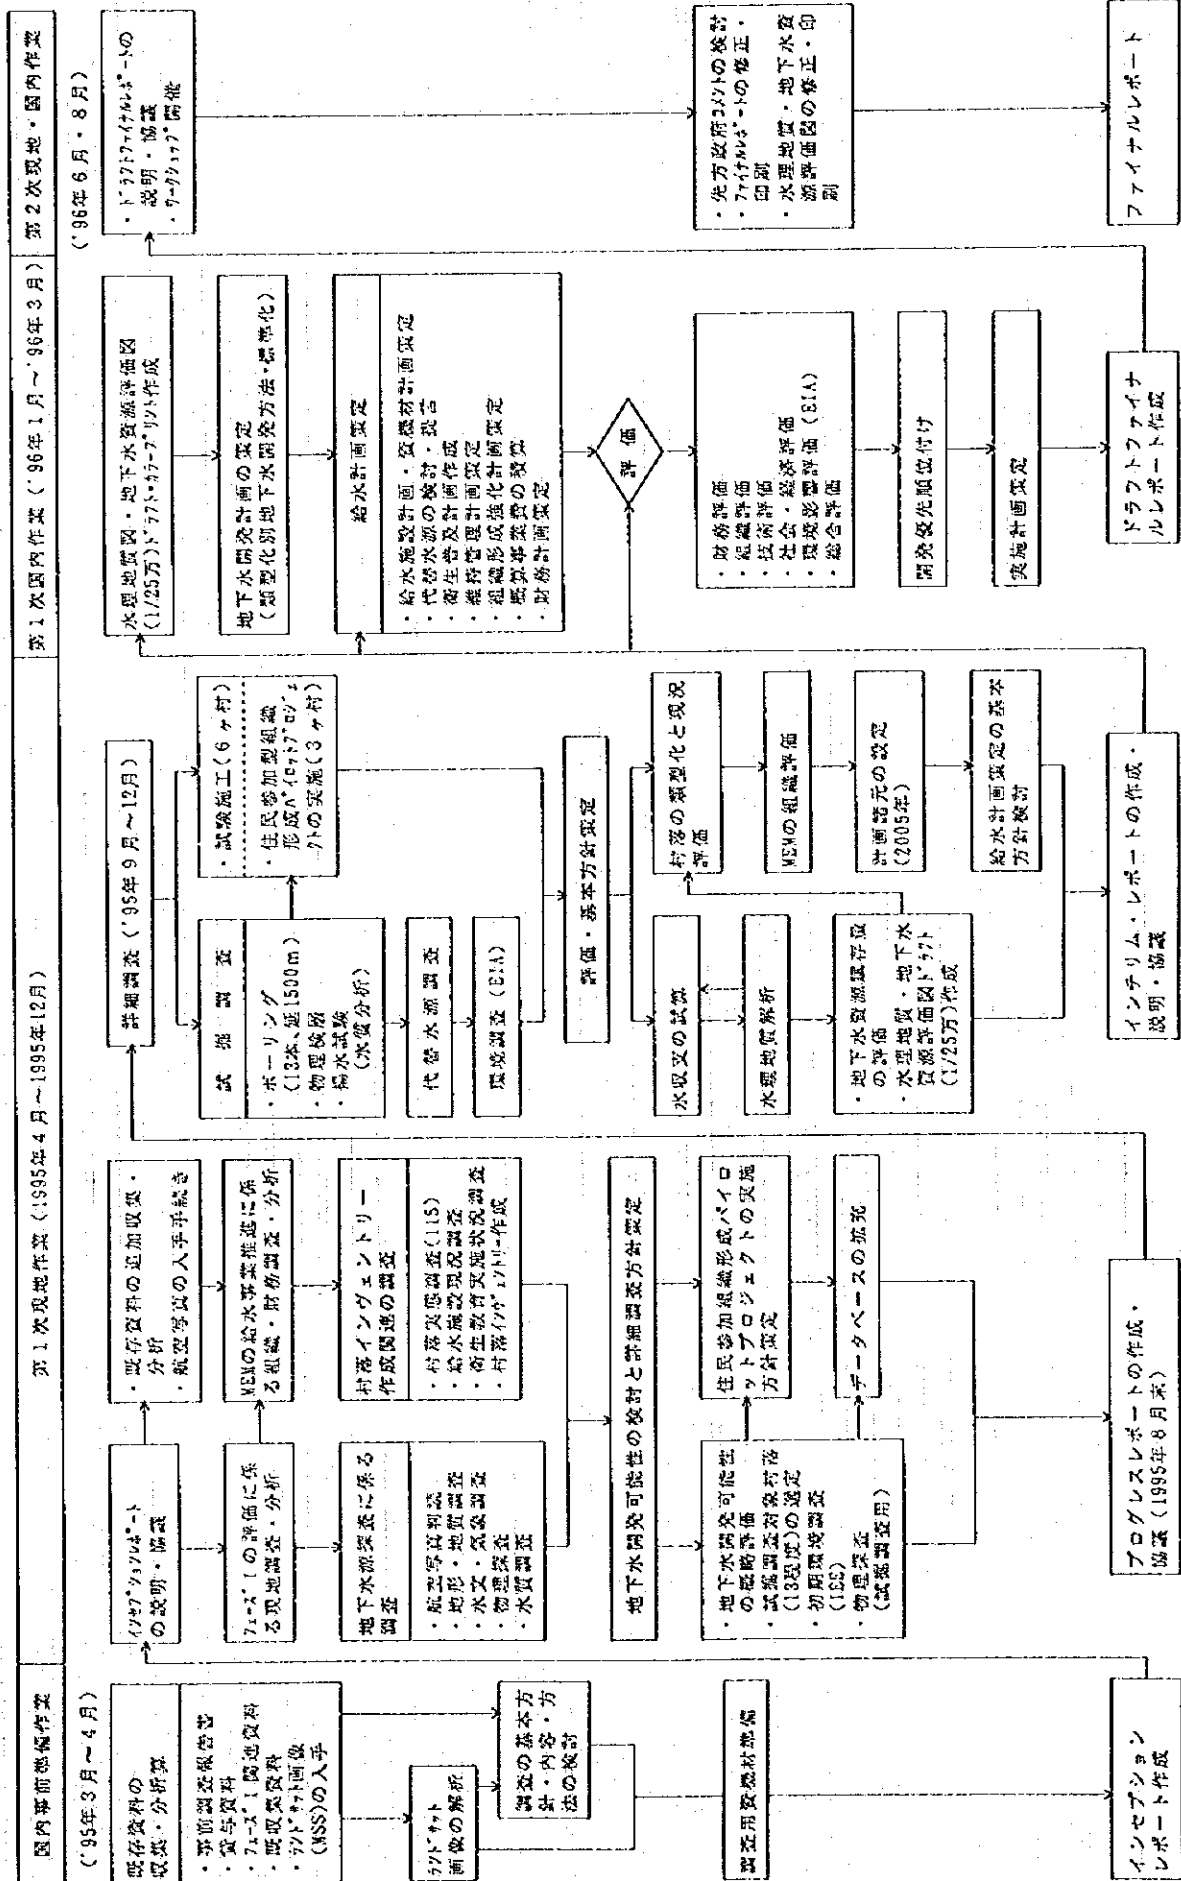 国内事前準備作業
('95年3月～4月)
既存資料の
収集・分析
・事前調査報告書
・貸与資料
・フェーズⅠ関連資料
・既収集資料
・ランドサット画像
(MSS)の入手
ランドサット
画像の解析
調査の基本方
針・内容・方
法の検討
調査用資機材準備
インセプション
レポート作成
第1次現地作業(1995年4月～1995年12月)
インセプションレポート
の説明・協議
・既存資料の追加収集・
分析
・航空写真の入手手続き
フェーズⅠの評価に係
る現地調査・分析
MEMの給水事業推進に係
る組織・財務調査・分析
地下水源探査に係る
調査
・航空写真判読
・地形・地質調査
・水文・気象調査
・物理探査
・水質調査
村落インヴェントリー
作成関連の調査
・村落実態調査(115)
・給水施設現況調査
・衛生教育実施状況調査
・村落インヴェントリー作成
地下水開発可能性の検討と詳細調査方針策定
・地下水開発可能性
の概略評価
・試掘調査対象村落
(13程度)の選定
・初期環境調査
(IEE)
・物理探査
(試掘調査用)
住民参加組織形成パイロ
ットプロジェクトの実施
方針策定
データベースの拡充
プログレスレポートの作成・
協議(1995年8月末)
詳細調査('95年9月～12月)
試掘調査
・ボーリング
(13本、延1500m)
・物理検層
・揚水試験
(水質分析)
・試験施工(6ヶ村)
・住民参加型組織
形成パイロットプロジェ
クトの実施(3ヶ村)
代替水源調査
環境調査(EIA)
評価・基本方針策定
水収支の試算
水理地質解析
・地下水資源賦存量
の評価
・水理地質・地下水
資源評価図ドラフト
(1/25万)作成
村落の類型化と現況
評価
MEMの組織評価
計画諸元の設定
(2005年)
給水計画策定の基本
方針検討
インテリム・レポートの作成・
説明・協議
第1次国内作業('96年1月～'96年3月)
水理地質図・地下水資源評価図
(1/25万)ドラフト・カラープリント作成
地下水開発計画の策定
(類型化別地下水開発方法・標準化)
給水計画策定
・給水施設計画・資機材計画策定
・代替水源の検討・提言
・衛生普及計画作成
・維持管理計画策定
・組織形成強化計画策定
・概算事業費の積算
・財務計画策定
評価
・財務評価
・組織評価
・技術評価
・社会・経済評価
・環境影響評価(EIA)
・総合評価
開発優先順位付け
実施計画策定
ドラフトファイナ
ルレポート作成
第2次現地・国内作業
('96年6月・8月)
・ドラフトファイナルレポートの
説明・協議
・ワークショップ開催
・先方政府コメントの検討
・ファイナルレポートの修正・
印刷
・水理地質・地下水資
源評価図の修正・印
刷
ファイナルレポート